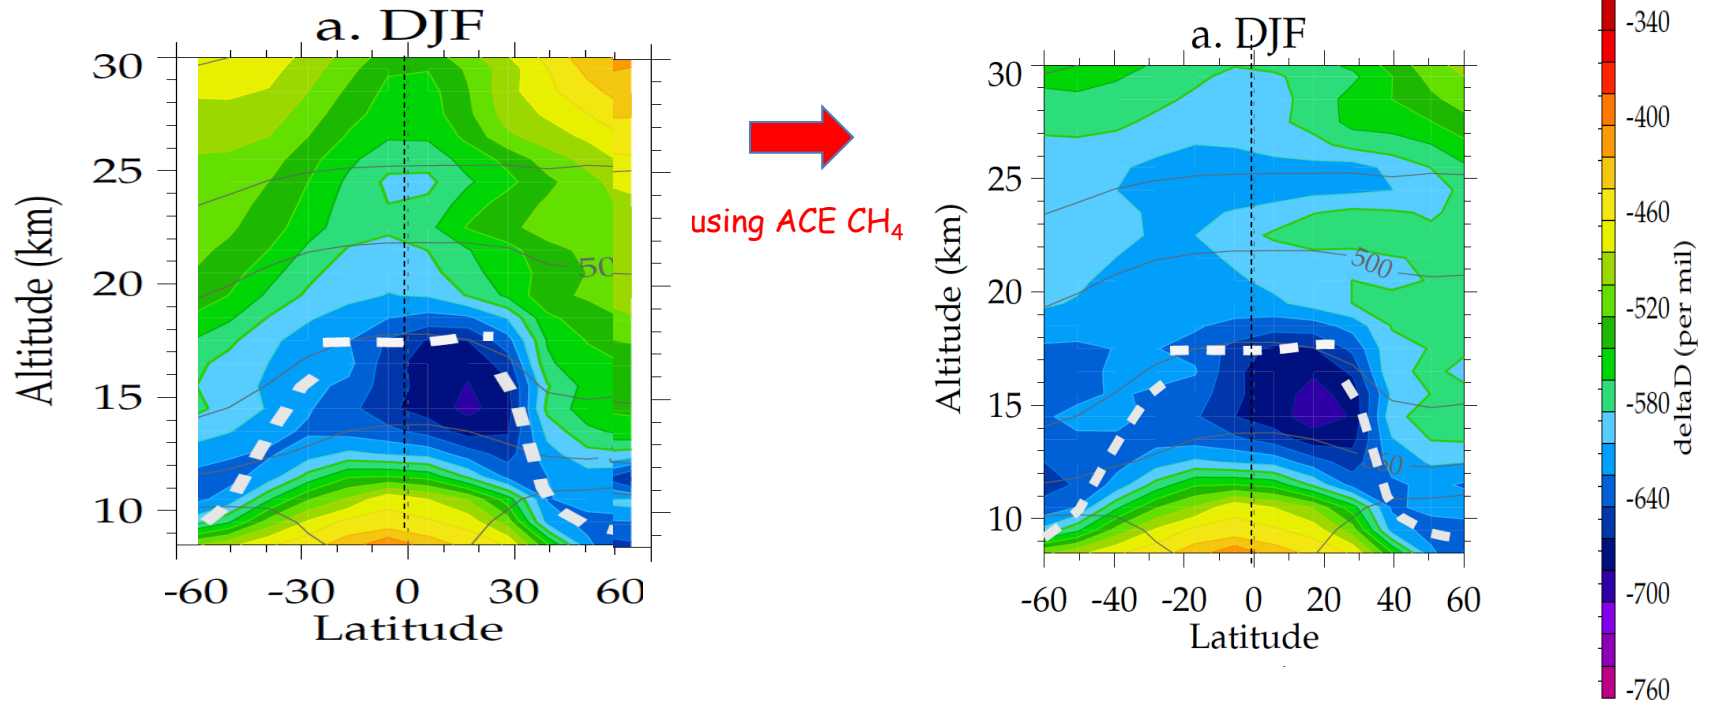 a. DJF
30
25
20
15
10
Altitude (km)
50
-60 -30 0 30 60
Latitude
using ACE CH₄
a. DJF
30
25
20
15
10
Altitude (km)
500
-60 -40 -20 0 20 40 60
Latitude
-340
-400
-460
-520
-580
-640
-700
-760
deltaD (per mil)